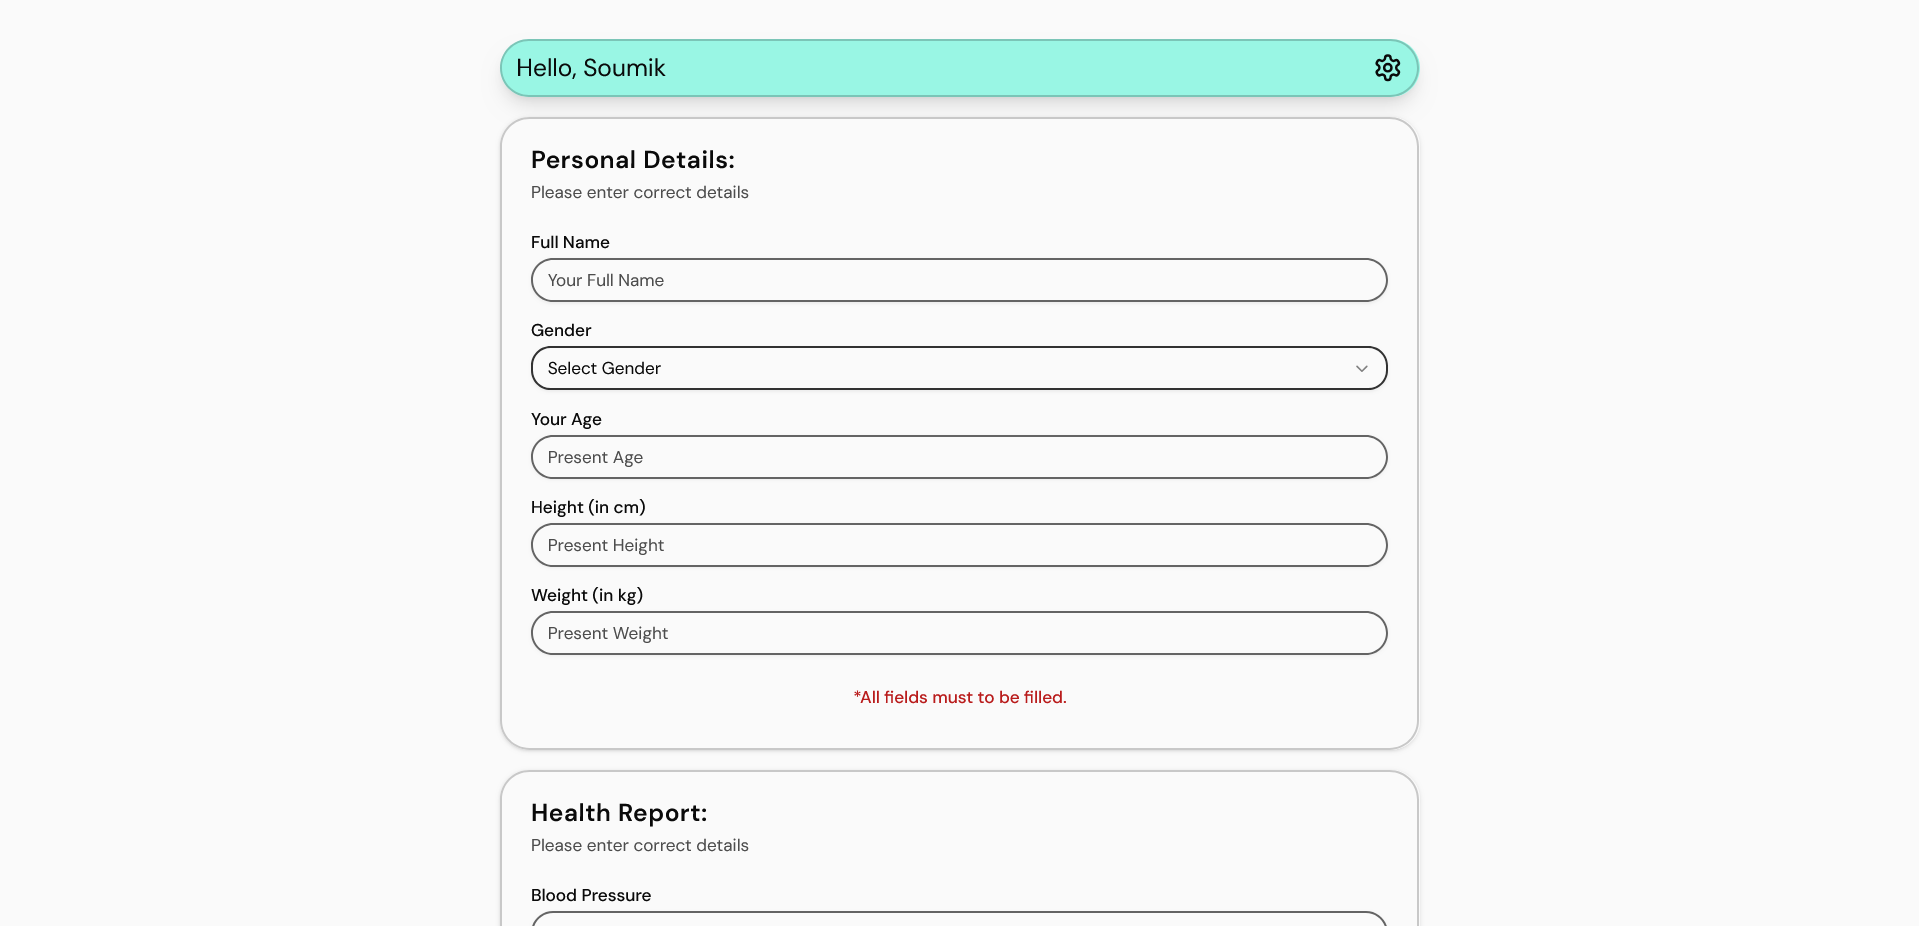 Hello, Soumik
Personal Details:
Please enter correct details
Full Name
Your Full Name
Gender
Select Gender
Your Age
Present Age
Height (in cm)
Present Height
Weight (in kg)
Present Weight
*All fields must to be filled.
Health Report:
Please enter correct details
Blood Pressure